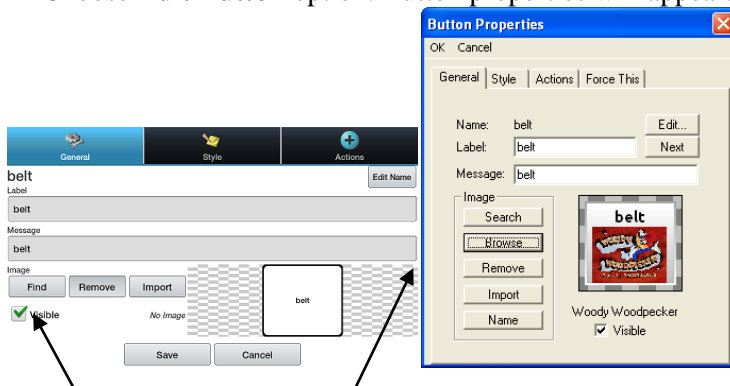 General
Style
Actions
belt
Edit Name
Label
belt
Message
belt
Image
Find
Remove
Import
Visible
No Image
belt
Save
Cancel
Button Properties
OK Cancel
General
Style
Actions
Force This
Name: belt
Edit...
Label: belt
Next
Message: belt
Image
Search
Browse
Remove
Import
Name
belt
Woody Woodpecker
Visible